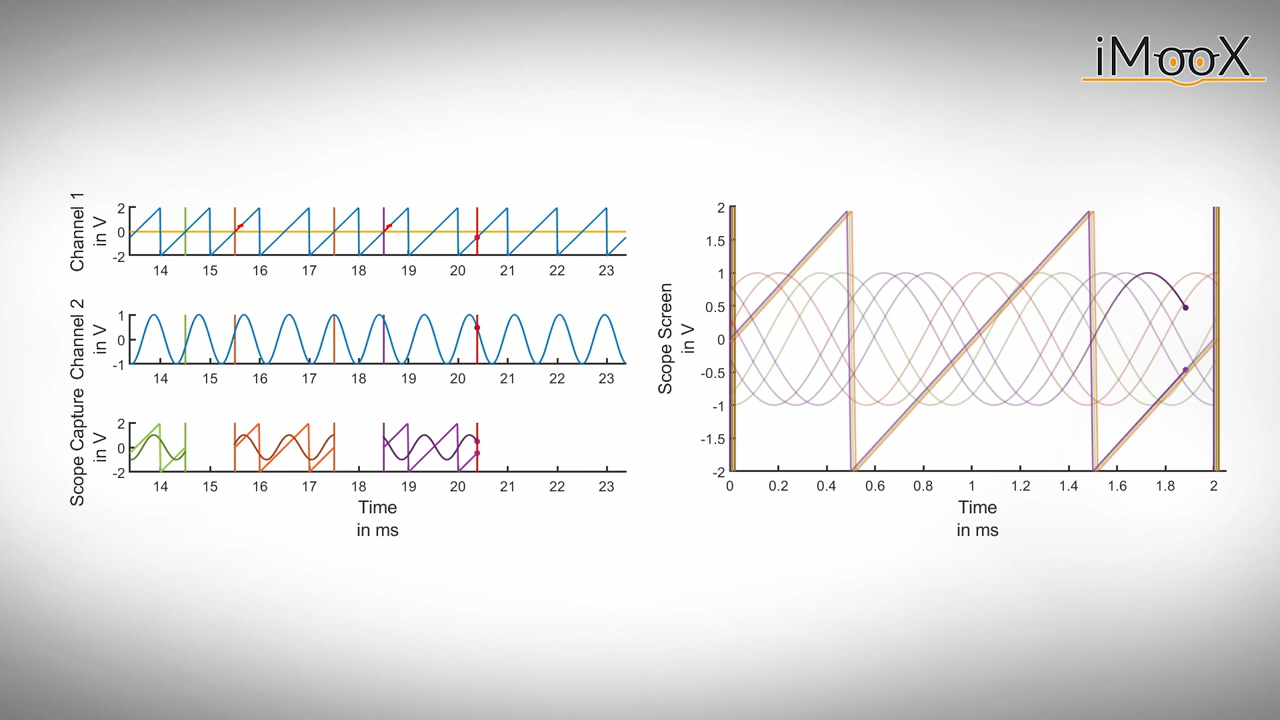 iMooX
Channel 1
in V
2
0
-2
14 15 16 17 18 19 20 21 22 23
Channel 2
in V
1
0
-1
14 15 16 17 18 19 20 21 22 23
Scope Capture
in V
2
0
-2
14 15 16 17 18 19 20 21 22 23
Time
in ms
Scope Screen
in V
2
1.5
1
0.5
0
-0.5
-1
-1.5
-2
0 0.2 0.4 0.6 0.8 1 1.2 1.4 1.6 1.8 2
Time
in ms